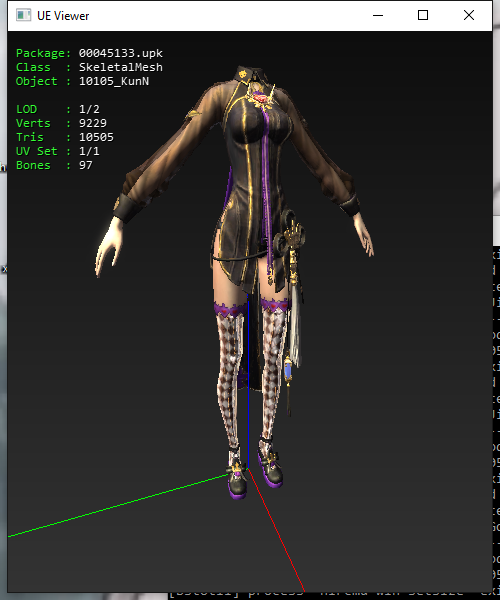 UE Viewer
Package: 00045133.upk
Class : SkeletalMesh
Object : 10105_KunN
LOD : 1/2
Verts : 9229
Tris : 10505
UV Set : 1/1
Bones : 97